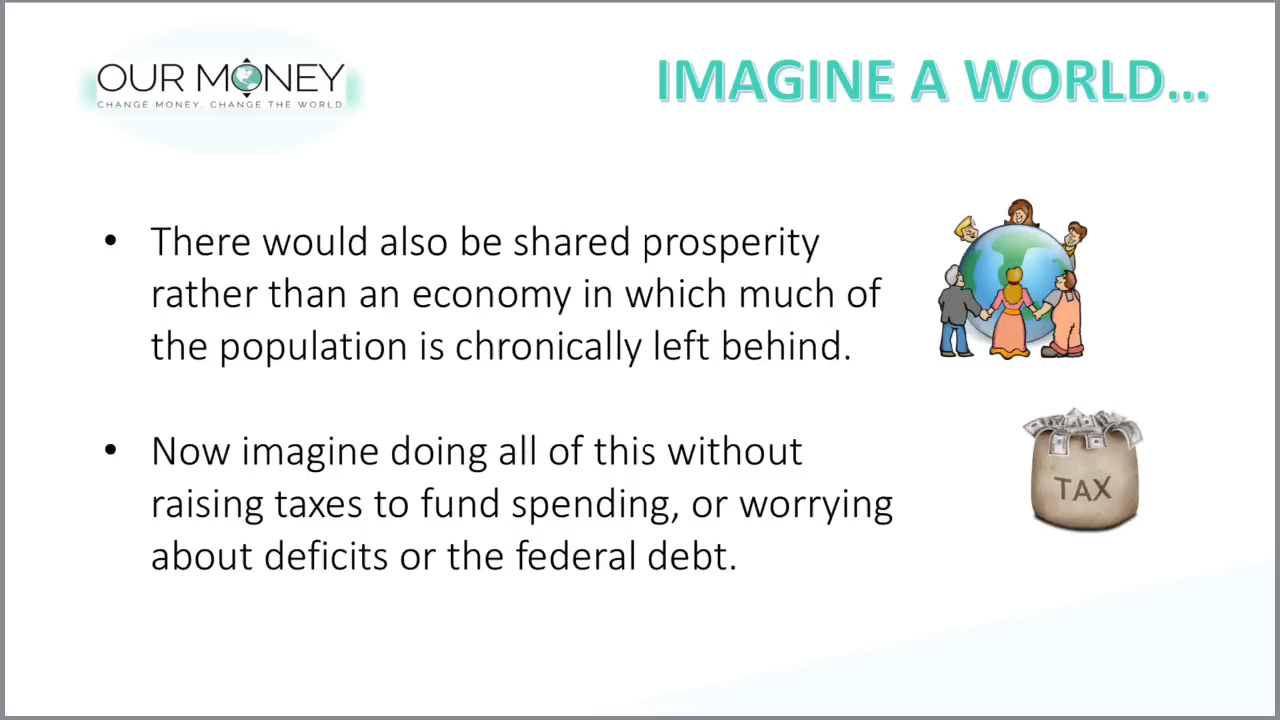 OUR MONEY
CHANGE MONEY. CHANGE THE WORLD.
IMAGINE A WORLD...
• There would also be shared prosperity
rather than an economy in which much of
the population is chronically left behind.
• Now imagine doing all of this without
raising taxes to fund spending, or worrying
about deficits or the federal debt.
TAX